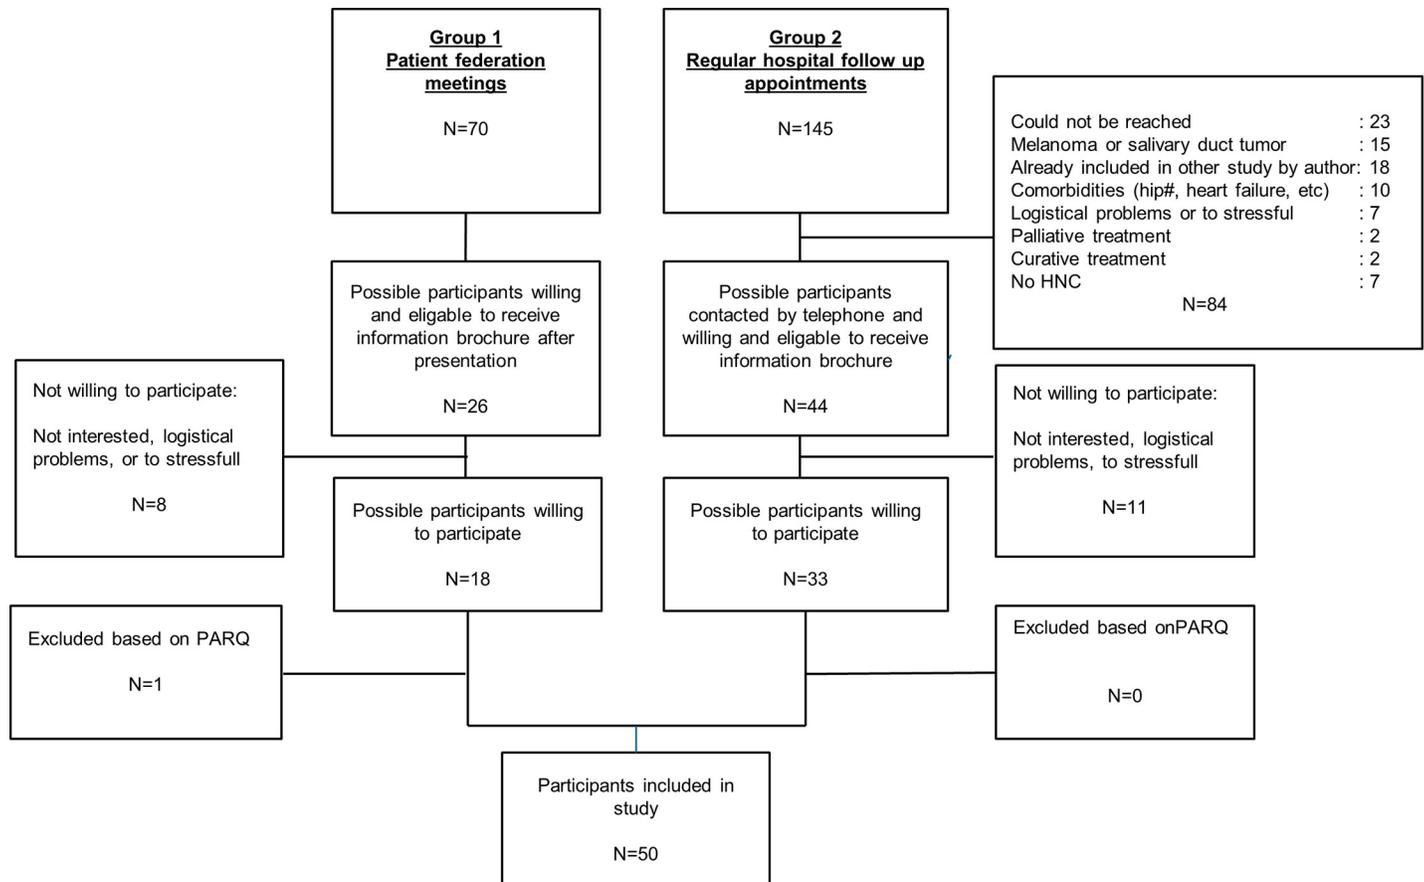 Group 1
Patient federation
meetings
N=70
Group 2
Regular hospital follow up
appointments
N=145
Could not be reached : 23
Melanoma or salivary duct tumor : 15
Already included in other study by author: 18
Comorbidities (hip#, heart failure, etc) : 10
Logistical problems or to stressful : 7
Palliative treatment : 2
Curative treatment : 2
No HNC : 7
N=84
Possible participants willing
and eligable to receive
information brochure after
presentation
N=26
Possible participants
contacted by telephone and
willing and eligable to receive
information brochure
N=44
Not willing to participate:
Not interested, logistical
problems, or to stressfull
N=8
Not willing to participate:
Not interested, logistical
problems, to stressfull
N=11
Possible participants willing
to participate
N=18
Possible participants willing
to participate
N=33
Excluded based on PARQ
N=1
Excluded based onPARQ
N=0
Participants included in
study
N=50